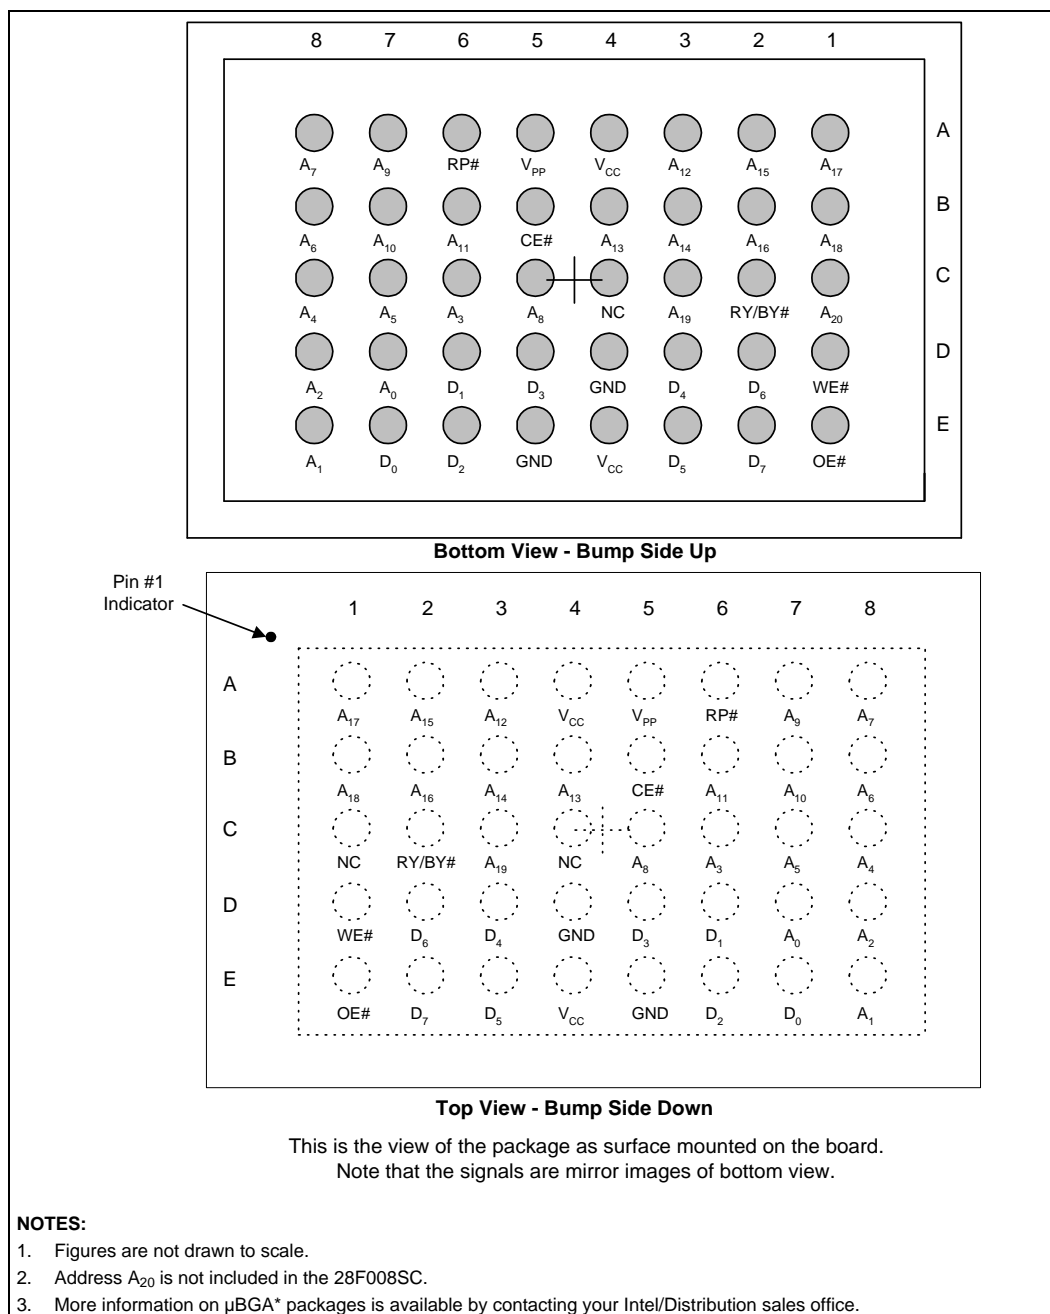 8 7 6 5 4 3 2 1
A
A₇ A₉ RP# V_PP V_CC A₁₂ A₁₅ A₁₇
B
A₆ A₁₀ A₁₁ CE# A₁₃ A₁₄ A₁₆ A₁₈
C
A₄ A₅ A₃ A₈ NC A₁₉ RY/BY# A₂₀
D
A₂ A₀ D₁ D₃ GND D₄ D₆ WE#
E
A₁ D₀ D₂ GND V_CC D₅ D₇ OE#
Bottom View - Bump Side Up
Pin #1
Indicator
1 2 3 4 5 6 7 8
A
A₁₇ A₁₅ A₁₂ V_CC V_PP RP# A₉ A₇
B
A₁₈ A₁₆ A₁₄ A₁₃ CE# A₁₁ A₁₀ A₆
C
NC RY/BY# A₁₉ NC A₈ A₃ A₅ A₄
D
WE# D₆ D₄ GND D₃ D₁ A₀ A₂
E
OE# D₇ D₅ V_CC GND D₂ D₀ A₁
Top View - Bump Side Down
This is the view of the package as surface mounted on the board.
Note that the signals are mirror images of bottom view.
NOTES:
1. Figures are not drawn to scale.
2. Address A₂₀ is not included in the 28F008SC.
3. More information on µBGA* packages is available by contacting your Intel/Distribution sales office.